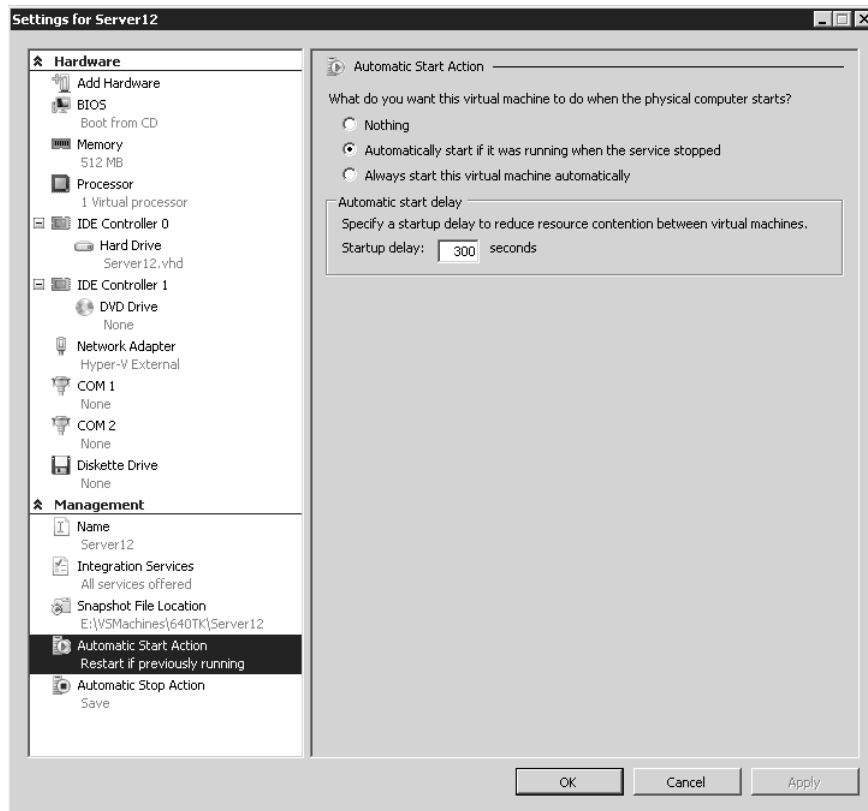 Settings for Server12
Hardware
Add Hardware
BIOS
Boot from CD
Memory
512 MB
Processor
1 Virtual processor
IDE Controller 0
Hard Drive
Server12.vhd
IDE Controller 1
DVD Drive
None
Network Adapter
Hyper-V External
COM 1
None
COM 2
None
Diskette Drive
None
Management
Name
Server12
Integration Services
All services offered
Snapshot File Location
E:\VSMachines\640TK\Server12
Automatic Start Action
Restart if previously running
Automatic Stop Action
Save
Automatic Start Action
What do you want this virtual machine to do when the physical computer starts?
Nothing
Automatically start if it was running when the service stopped
Always start this virtual machine automatically
Automatic start delay
Specify a startup delay to reduce resource contention between virtual machines.
Startup delay: 300 seconds
OK Cancel Apply